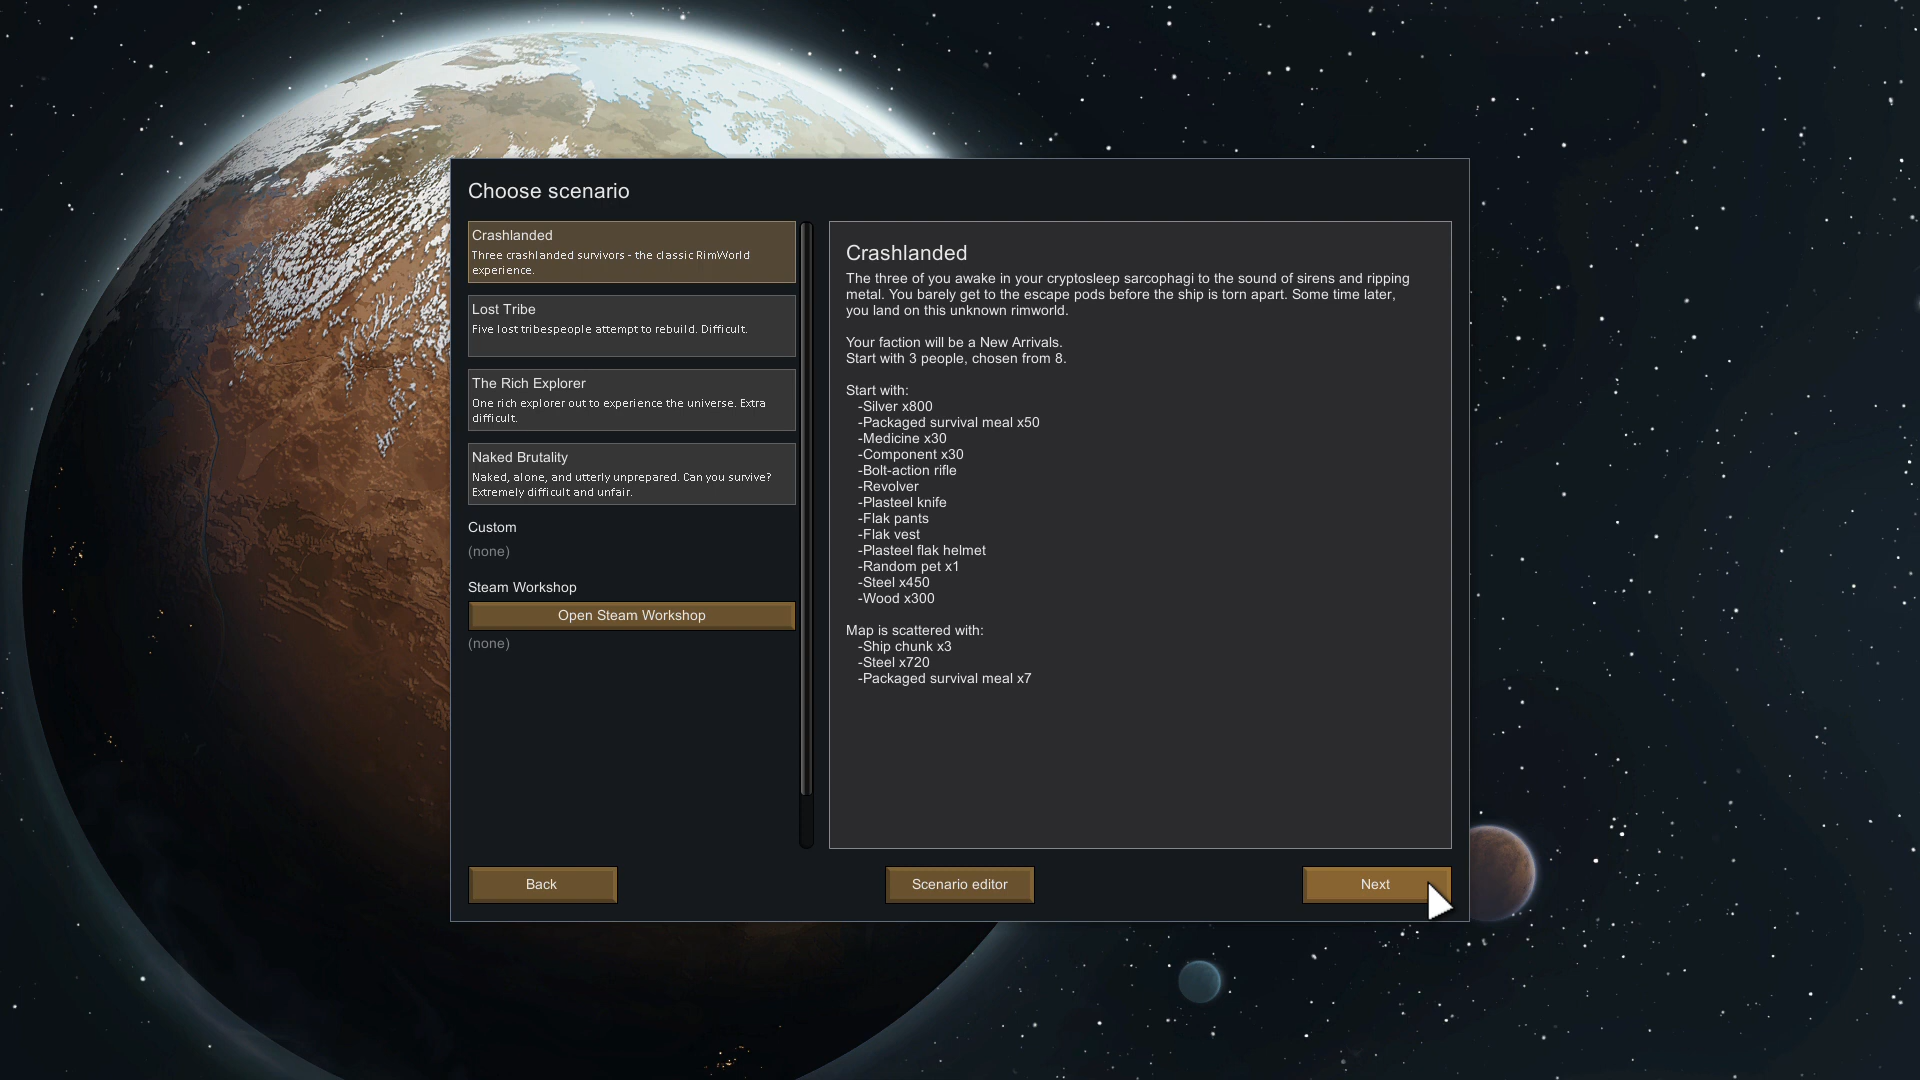 Choose scenario
Crashlanded
Three crashlanded survivors - the classic RimWorld
experience.
Lost Tribe
Five lost tribespeople attempt to rebuild. Difficult.
The Rich Explorer
One rich explorer out to experience the universe. Extra
difficult.
Naked Brutality
Naked, alone, and utterly unprepared. Can you survive?
Extremely difficult and unfair.
Custom
(none)
Steam Workshop
Open Steam Workshop
(none)
Crashlanded
The three of you awake in your cryptosleep sarcophagi to the sound of sirens and ripping
metal. You barely get to the escape pods before the ship is torn apart. Some time later,
you land on this unknown rimworld.
Your faction will be a New Arrivals.
Start with 3 people, chosen from 8.
Start with:
-Silver x800
-Packaged survival meal x50
-Medicine x30
-Component x30
-Bolt-action rifle
-Revolver
-Plasteel knife
-Flak pants
-Flak vest
-Plasteel flak helmet
-Random pet x1
-Steel x450
-Wood x300
Map is scattered with:
-Ship chunk x3
-Steel x720
-Packaged survival meal x7
Back
Scenario editor
Next